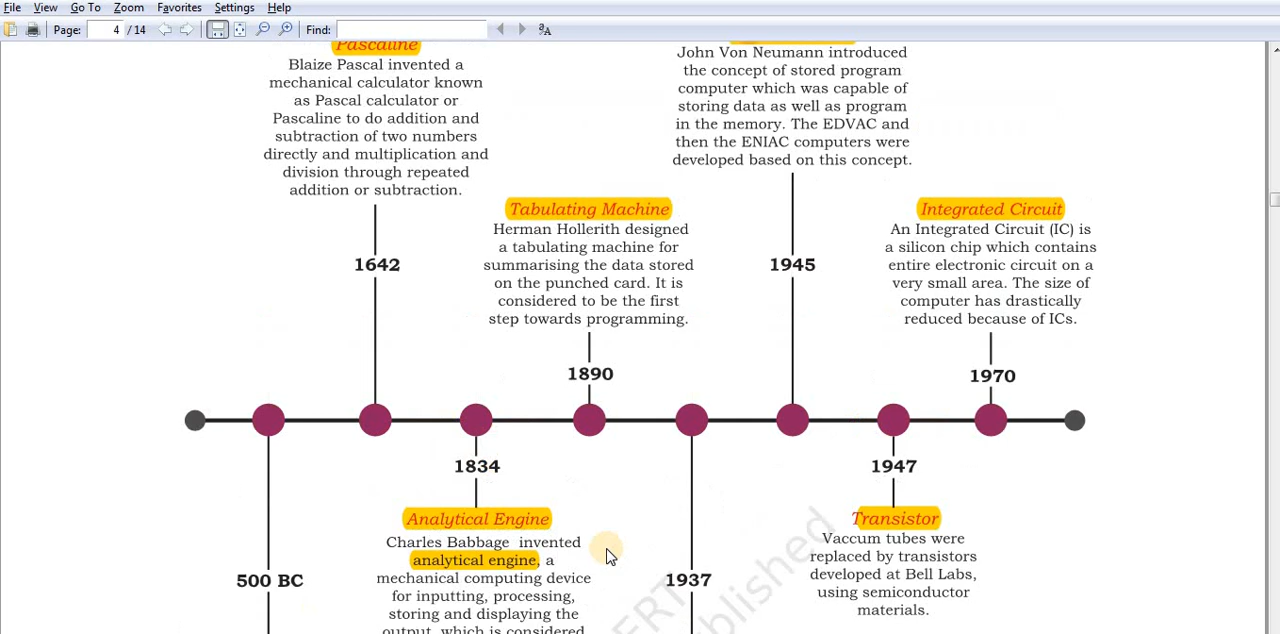 File View Go To Zoom Favorites Settings Help
Page: 4 / 14 Find:
Pascaline
Blaize Pascal invented a
mechanical calculator known
as Pascal calculator or
Pascaline to do addition and
subtraction of two numbers
directly and multiplication and
division through repeated
addition or subtraction.
1642
John Von Neumann introduced
the concept of stored program
computer which was capable of
storing data as well as program
in the memory. The EDVAC and
then the ENIAC computers were
developed based on this concept.
1945
Tabulating Machine
Herman Hollerith designed
a tabulating machine for
summarising the data stored
on the punched card. It is
considered to be the first
step towards programming.
1890
Integrated Circuit
An Integrated Circuit (IC) is
a silicon chip which contains
entire electronic circuit on a
very small area. The size of
computer has drastically
reduced because of ICs.
1970
500 BC
1834
Analytical Engine
Charles Babbage invented
analytical engine, a
mechanical computing device
for inputting, processing,
storing and displaying the
output, which is considered
1937
1947
Transistor
Vaccum tubes were
replaced by transistors
developed at Bell Labs,
using semiconductor
materials.